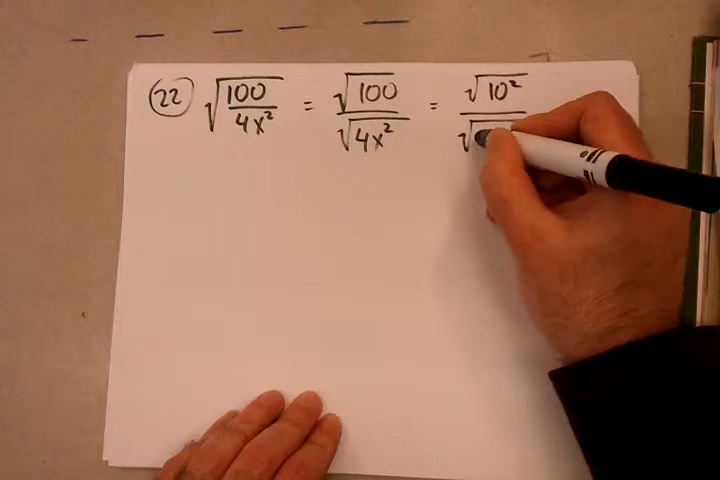 (22) √(100/4x²) = √100/√4x² = √10²/√